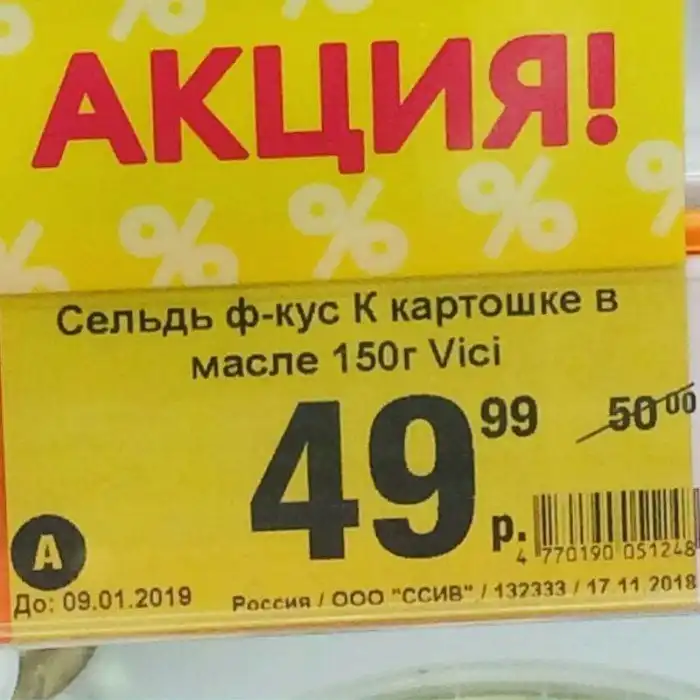 АКЦИЯ!
Сельдь ф-кус К картошке в
масле 150г Vici
49 99 р. 50 00
4 770190 051248
А
До: 09.01.2019
Россия / ООО "ССИВ" / 132333 / 17 11 2018